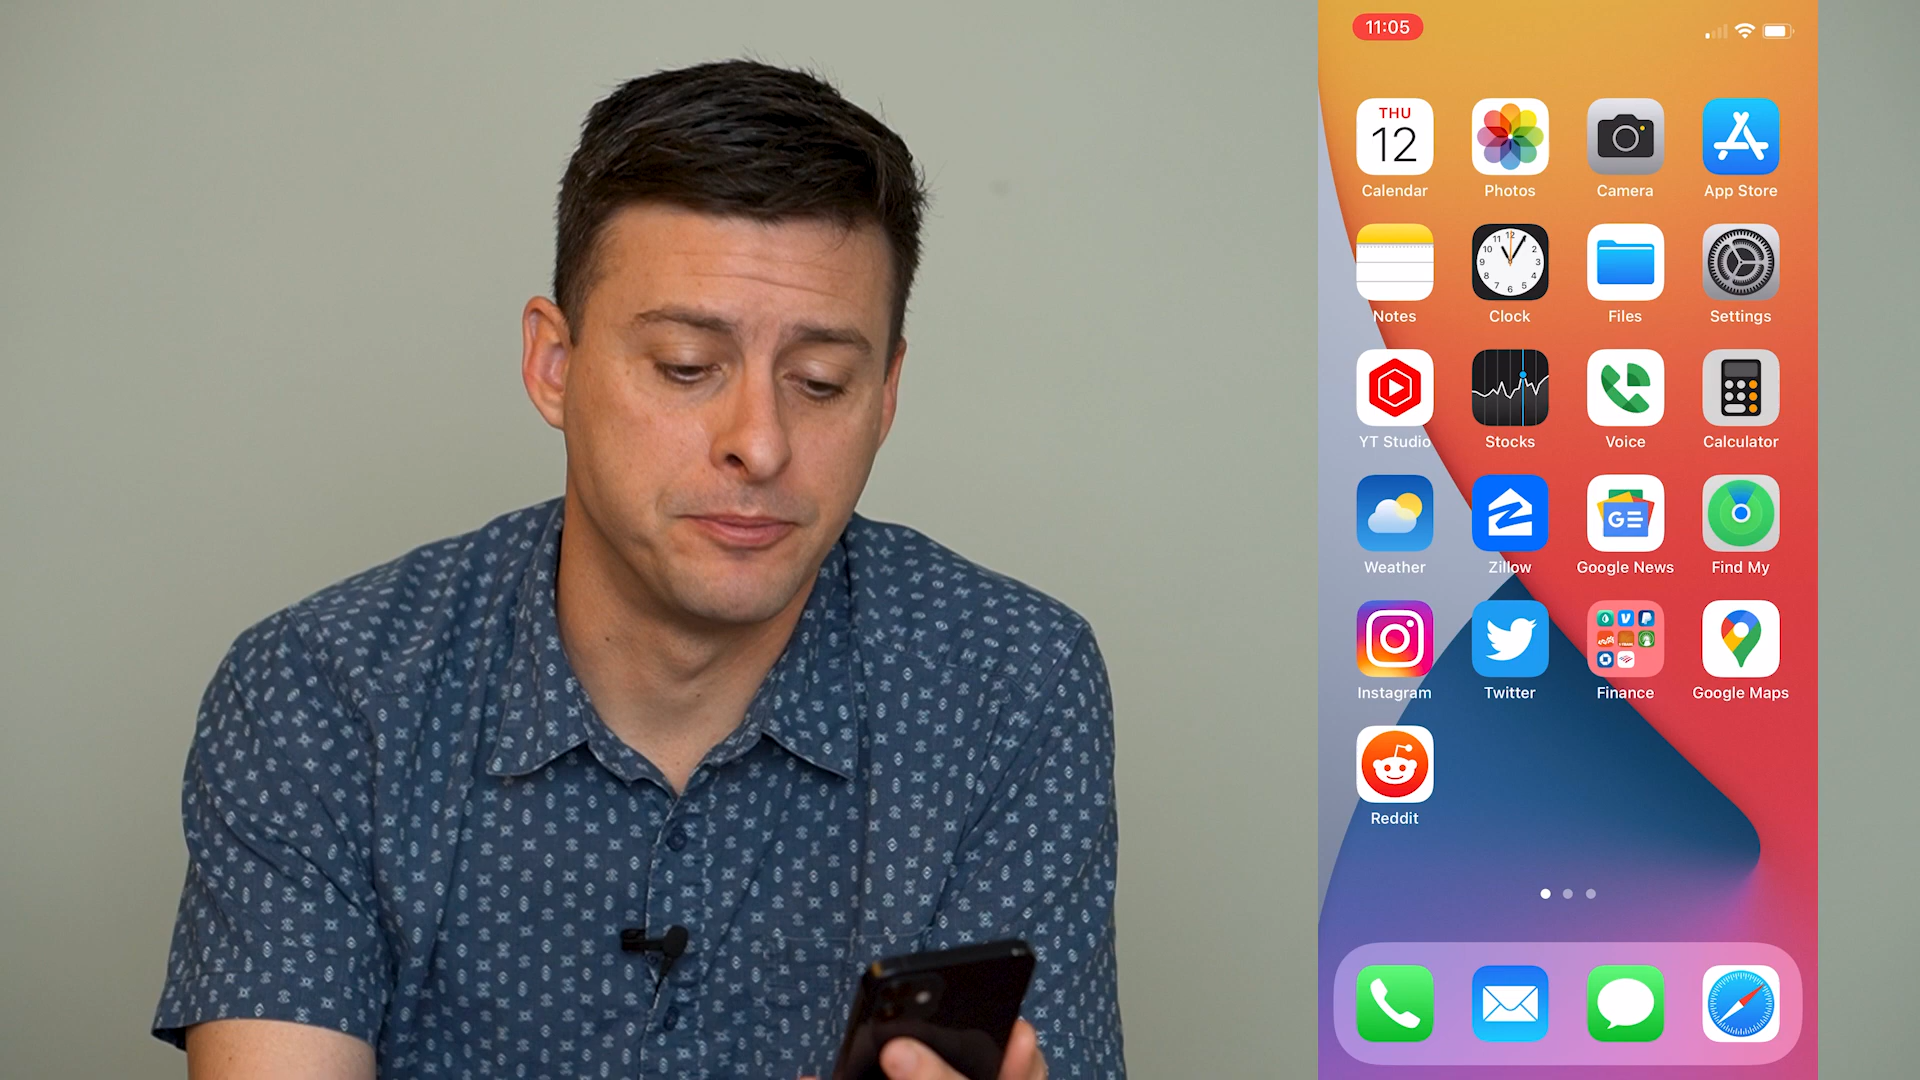 11:05
THU
12
Calendar Photos Camera App Store
Notes Clock Files Settings
YT Studio Stocks Voice Calculator
GE
Weather Zillow Google News Find My
Instagram Twitter Finance Google Maps
Reddit